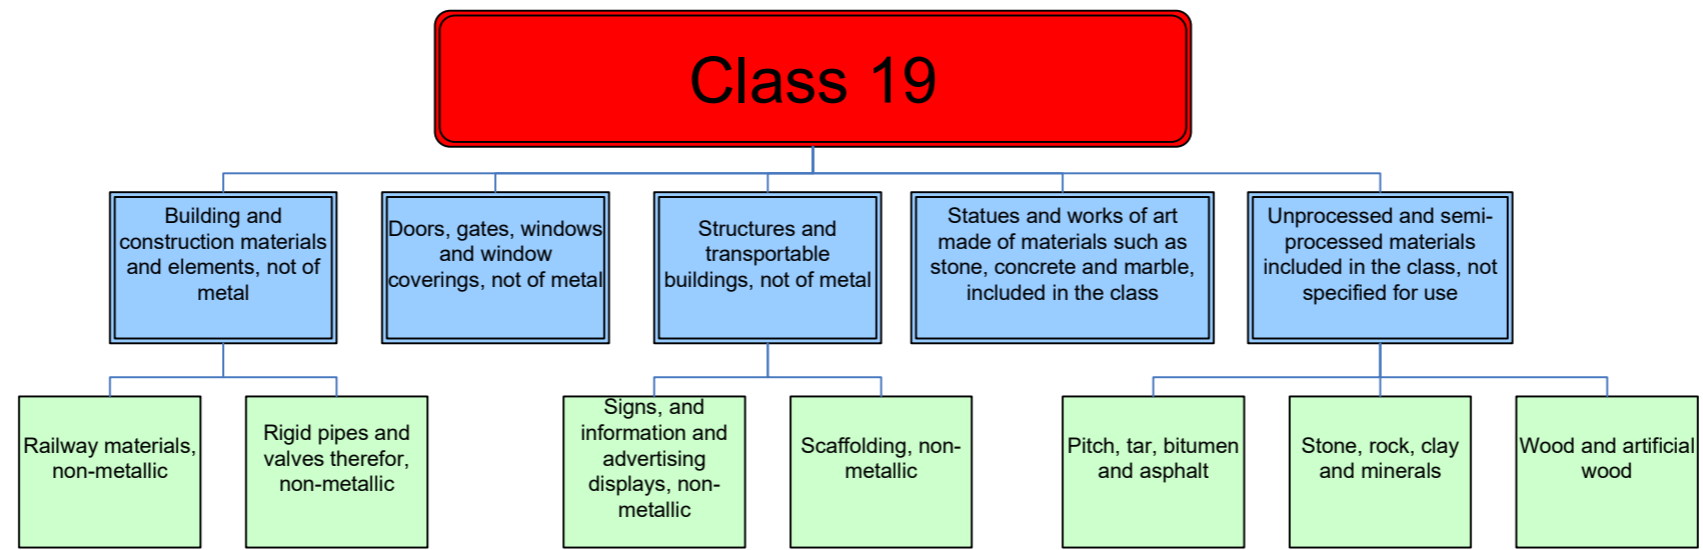 Class 19
Building and
construction materials
and elements, not of
metal
Doors, gates, windows
and window
coverings, not of metal
Structures and
transportable
buildings, not of metal
Statues and works of art
made of materials such as
stone, concrete and marble,
included in the class
Unprocessed and semi-
processed materials
included in the class, not
specified for use
Railway materials,
non-metallic
Rigid pipes and
valves therefor,
non-metallic
Signs, and
information and
advertising
displays, non-
metallic
Scaffolding, non-
metallic
Pitch, tar, bitumen
and asphalt
Stone, rock, clay
and minerals
Wood and artificial
wood